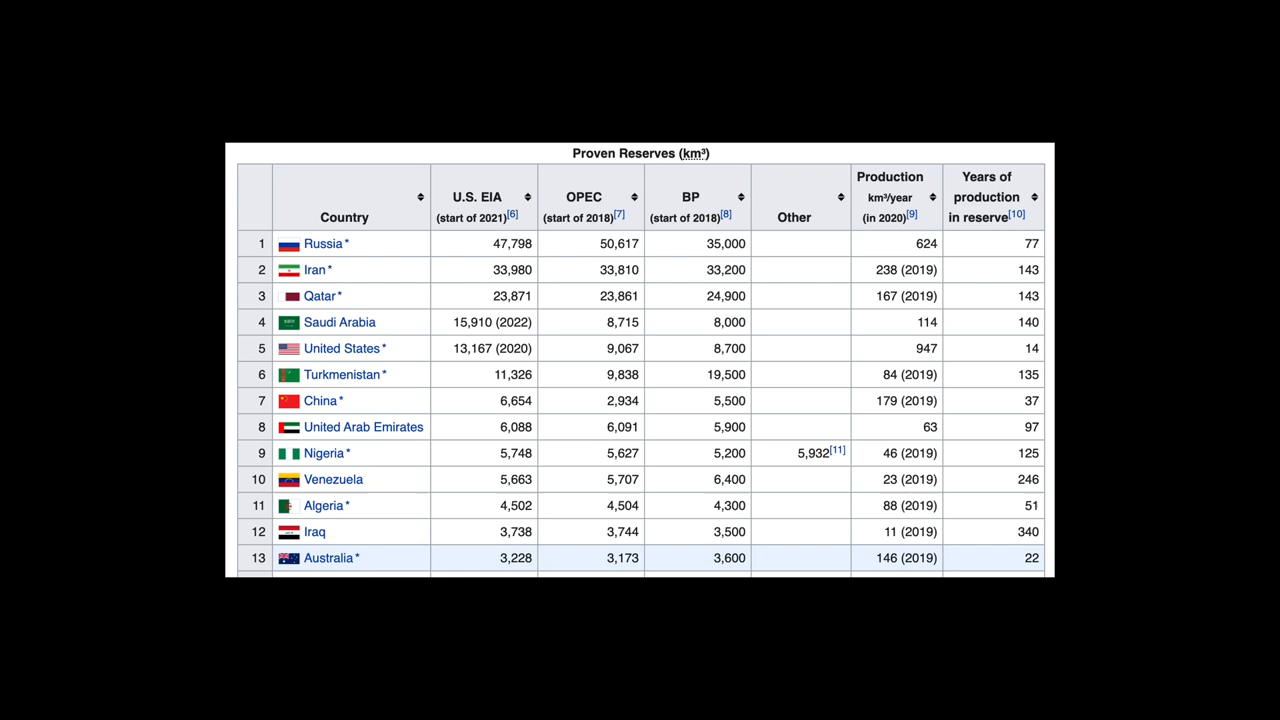 Proven Reserves (km³)
Country U.S. EIA (start of 2021)[6] OPEC (start of 2018)[7] BP (start of 2018)[8] Other Production km³/year (in 2020)[9] Years of production in reserve[10]
1 Russia * 47,798 50,617 35,000 624 77
2 Iran * 33,980 33,810 33,200 238 (2019) 143
3 Qatar * 23,871 23,861 24,900 167 (2019) 143
4 Saudi Arabia 15,910 (2022) 8,715 8,000 114 140
5 United States * 13,167 (2020) 9,067 8,700 947 14
6 Turkmenistan * 11,326 9,838 19,500 84 (2019) 135
7 China * 6,654 2,934 5,500 179 (2019) 37
8 United Arab Emirates 6,088 6,091 5,900 63 97
9 Nigeria * 5,748 5,627 5,200 5,932[11] 46 (2019) 125
10 Venezuela 5,663 5,707 6,400 23 (2019) 246
11 Algeria * 4,502 4,504 4,300 88 (2019) 51
12 Iraq 3,738 3,744 3,500 11 (2019) 340
13 Australia * 3,228 3,173 3,600 146 (2019) 22